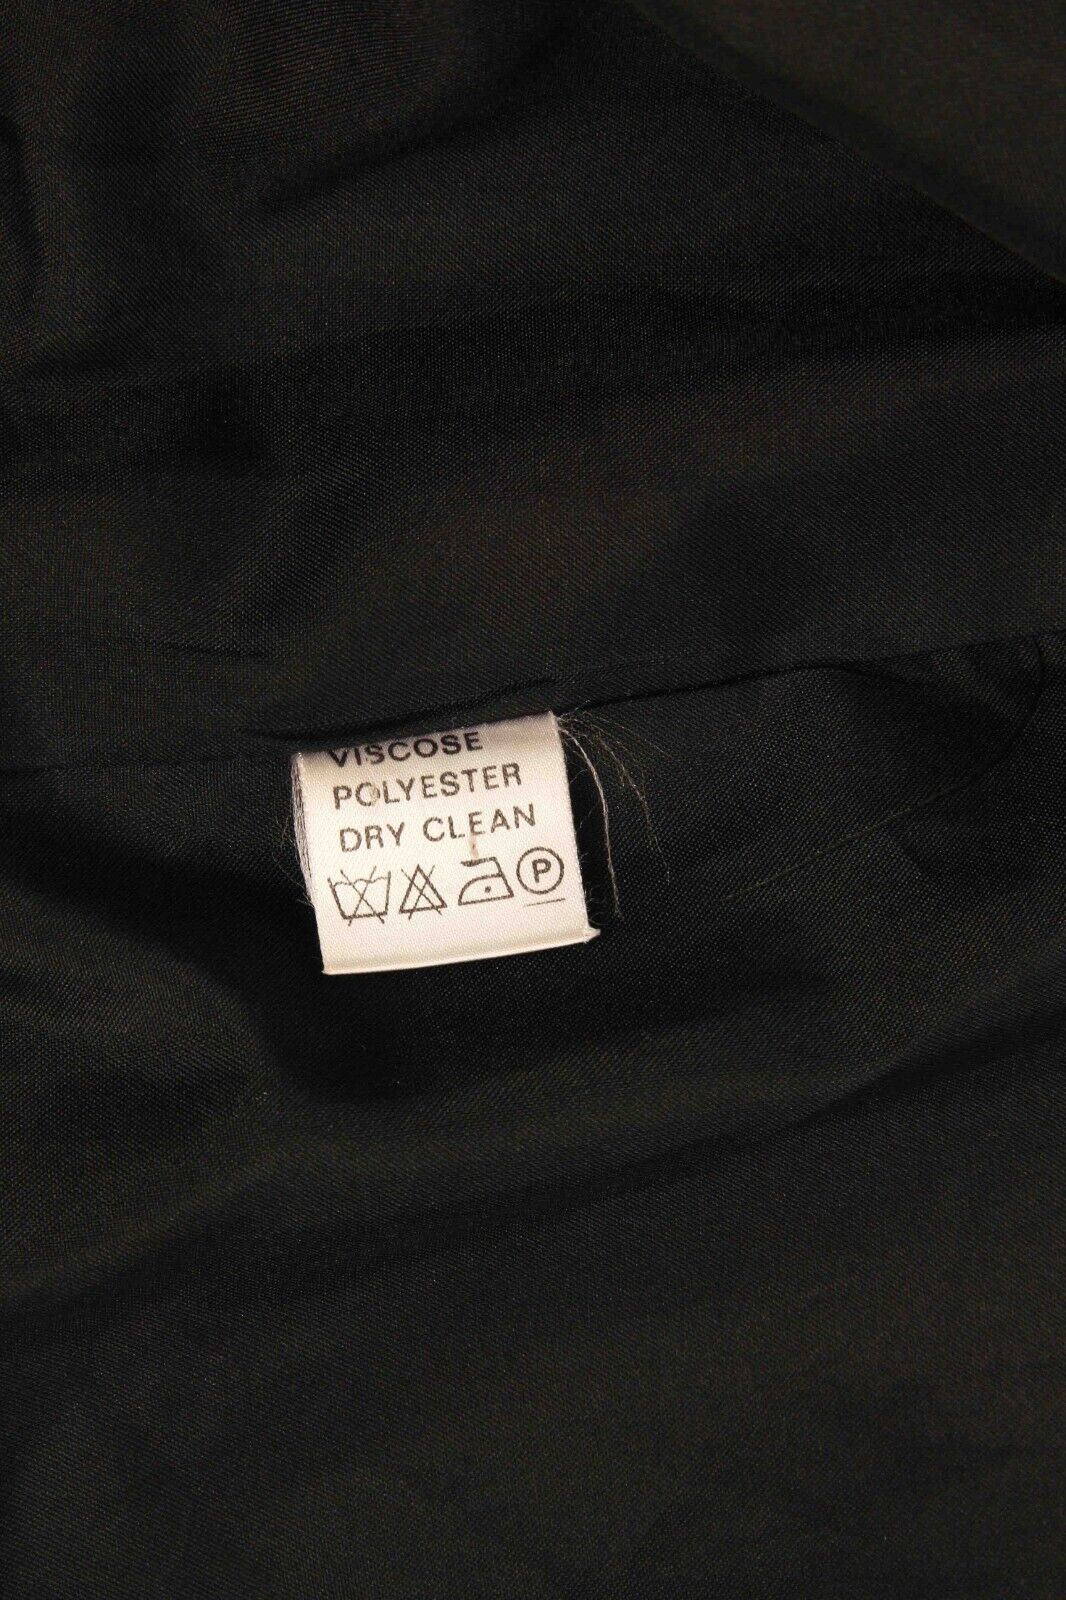 VISCOSE
POLYESTER
DRY CLEAN
P